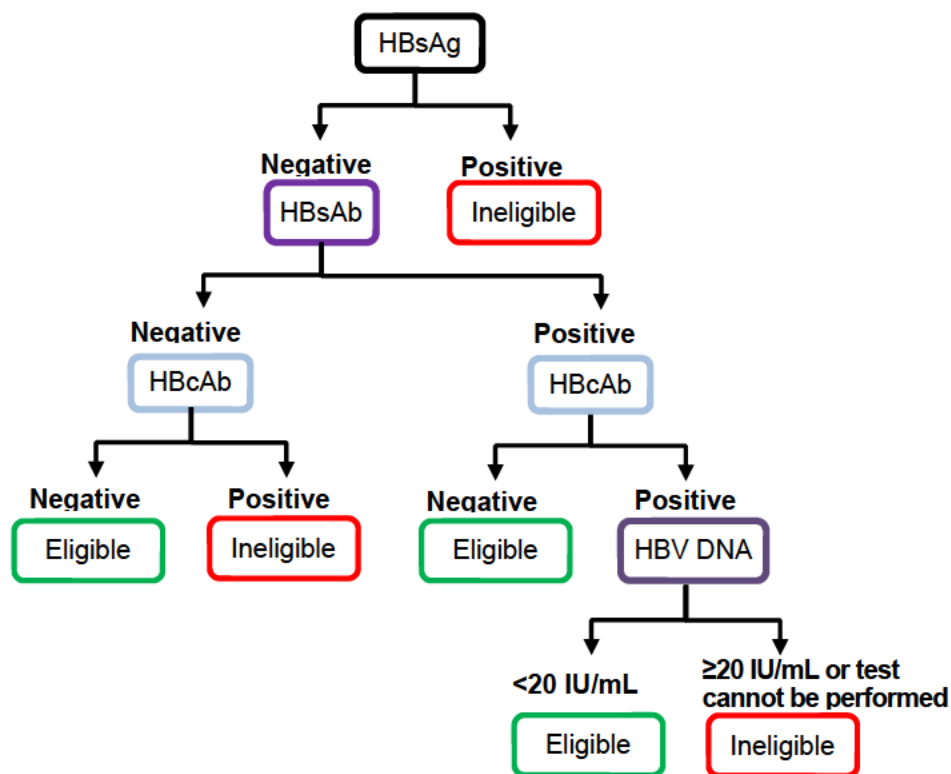 HBsAg
Negative
Positive
HBsAb
Ineligible
Negative
Positive
HBcAb
HBcAb
Negative
Positive
Negative
Positive
Eligible
Ineligible
Eligible
HBV DNA
<20 IU/mL
≥20 IU/mL or test
cannot be performed
Eligible
Ineligible